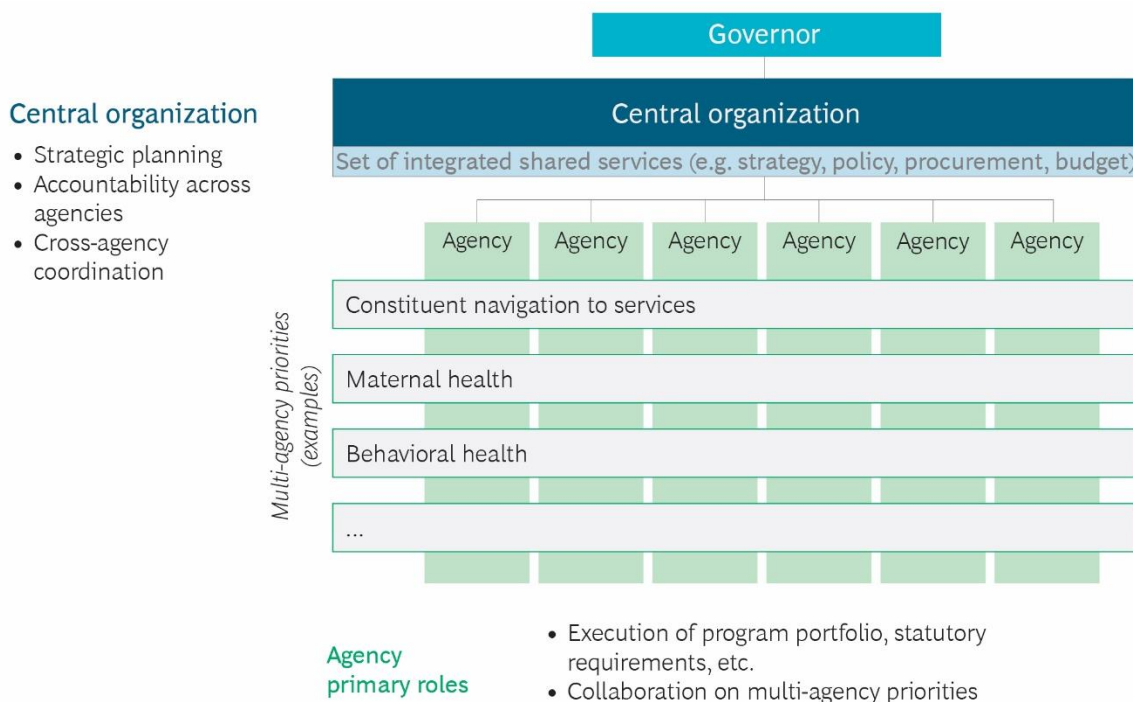 Governor
Central organization
• Strategic planning
• Accountability across
agencies
• Cross-agency
coordination
Central organization
Set of integrated shared services (e.g. strategy, policy, procurement, budget)
Agency Agency Agency Agency Agency Agency
Multi-agency priorities
(examples)
Constituent navigation to services
Maternal health
Behavioral health
...
Agency
primary roles
• Execution of program portfolio, statutory
requirements, etc.
• Collaboration on multi-agency priorities